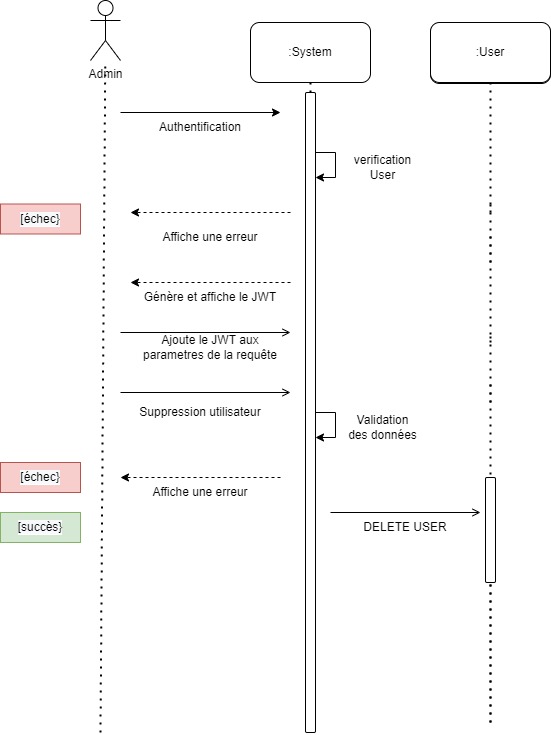 Admin
:System
:User
Authentification
verification
User
[échec}
Affiche une erreur
Génère et affiche le JWT
Ajoute le JWT aux
parametres de la requête
Suppression utilisateur
Validation
des données
[échec}
Affiche une erreur
[succès}
DELETE USER